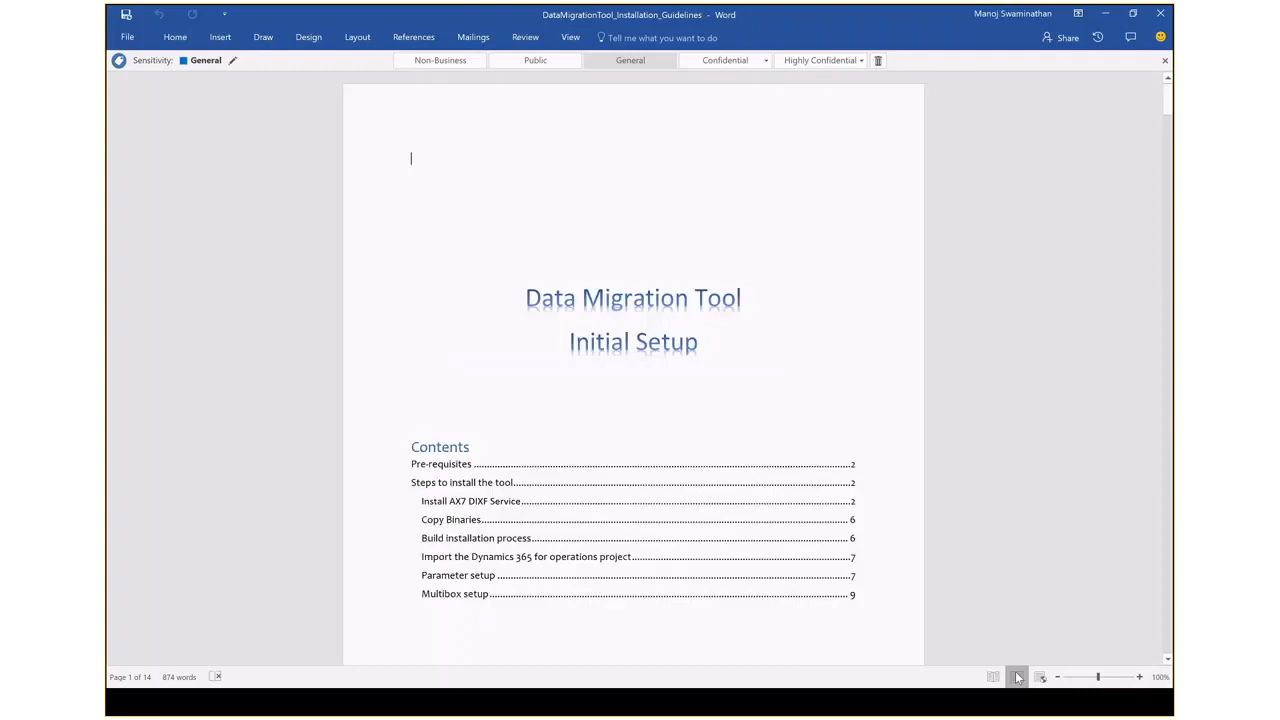 DataMigrationTool_Installation_Guidelines - Word
Manoj Swaminathan
File Home Insert Draw Design Layout References Mailings Review View Tell me what you want to do Share
Sensitivity: General Non-Business Public General Confidential Highly Confidential
Data Migration Tool
Initial Setup
Contents
Pre-requisites ........ 2
Steps to install the tool........ 2
Install AX7 DIXF Service........ 2
Copy Binaries........ 6
Build installation process........ 6
Import the Dynamics 365 for operations project........ 7
Parameter setup ........ 7
Multibox setup........ 9
Page 1 of 14 874 words 100%